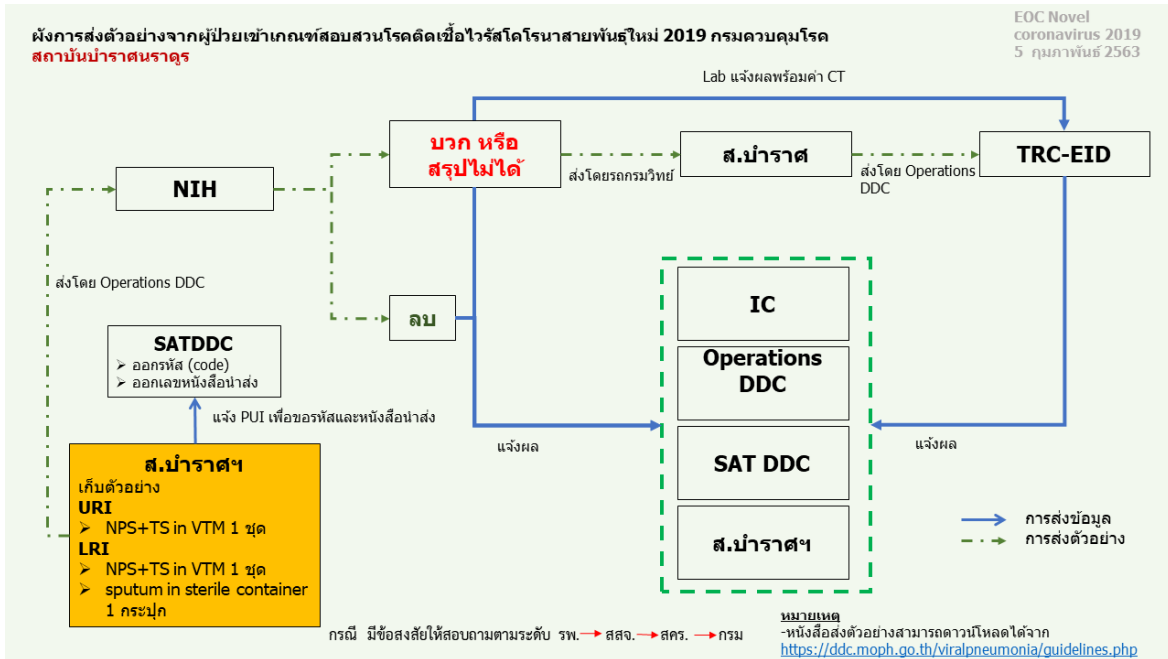 ผังการส่งตัวอย่างจากผู้ป่วยเข้าเกณฑ์สอบสวนโรคติดเชื้อไวรัสโคโรนาสายพันธุ์ใหม่ 2019 กรมควบคุมโรค
สถาบันบำราศนราดูร
EOC Novel
coronavirus 2019
5 กุมภาพันธ์ 2563
Lab แจ้งผลพร้อมค่า CT
บวก หรือ
สรุปไม่ได้
ส่งโดยรถกรมวิทย์
ส.บำราศ
ส่งโดย Operations
DDC
TRC-EID
NIH
ส่งโดย Operations DDC
ลบ
SATDDC
➢ ออกรหัส (code)
➢ ออกเลขหนังสือนำส่ง
แจ้ง PUI เพื่อขอรหัสและหนังสือนำส่ง
ส.บำราศฯ
เก็บตัวอย่าง
URI
➢ NPS+TS in VTM 1 ชุด
LRI
➢ NPS+TS in VTM 1 ชุด
➢ sputum in sterile container
1 กระปุก
แจ้งผล
IC
Operations
DDC
SAT DDC
ส.บำราศฯ
แจ้งผล
การส่งข้อมูล
การส่งตัวอย่าง
กรณี มีข้อสงสัยให้สอบถามตามระดับ รพ. → สสจ. → สคร. → กรม
หมายเหตุ
-หนังสือส่งตัวอย่างสามารถดาวน์โหลดได้จาก
https://ddc.moph.go.th/viralpneumonia/guidelines.php